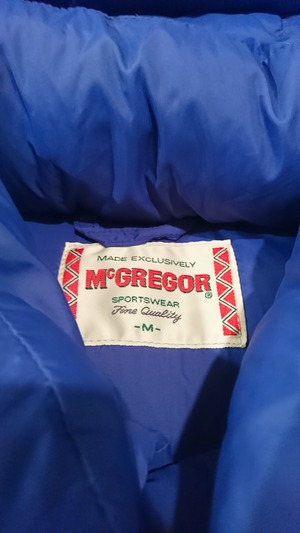 MADE EXCLUSIVELY
McGREGOR®
SPORTSWEAR
Fine Quality
-M-